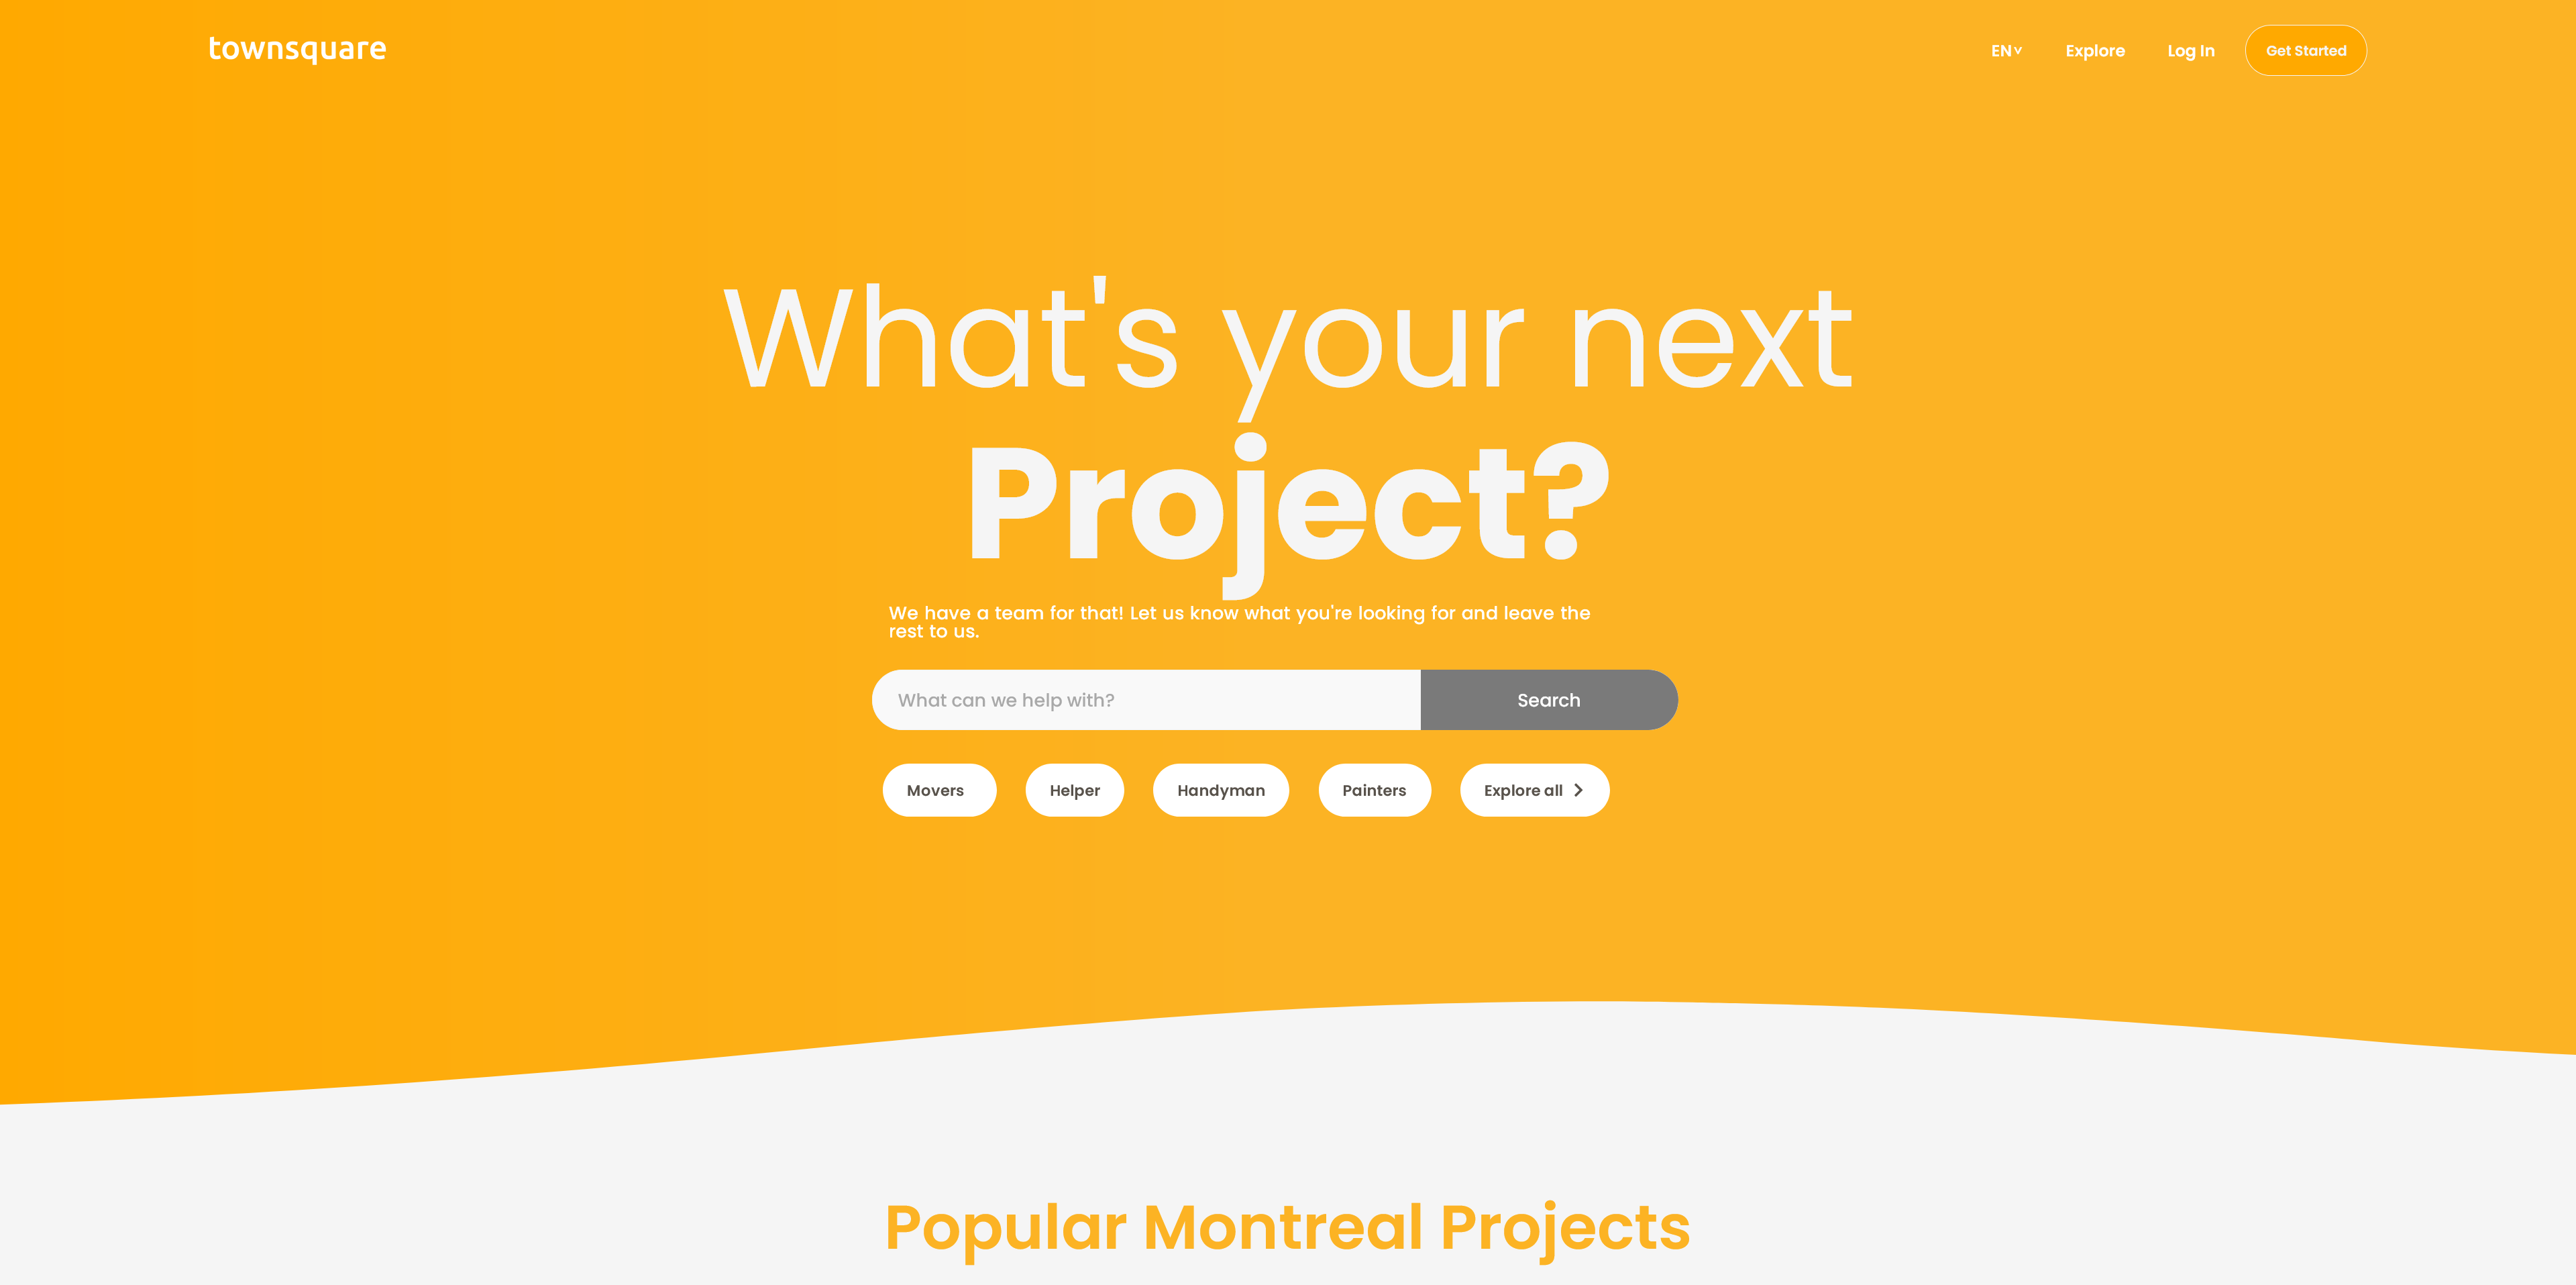 townsquare
EN Explore Log In Get Started
What's your next
Project?
We have a team for that! Let us know what you're looking for and leave the
rest to us.
What can we help with? Search
Movers Helper Handyman Painters Explore all
Popular Montreal Projects